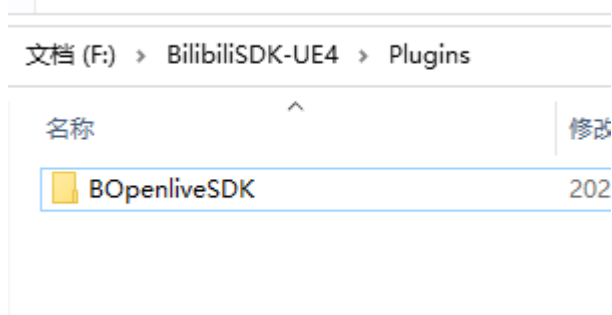 文档 (F:) > BilibiliSDK-UE4 > Plugins
名称 修改
BOpenliveSDK 202